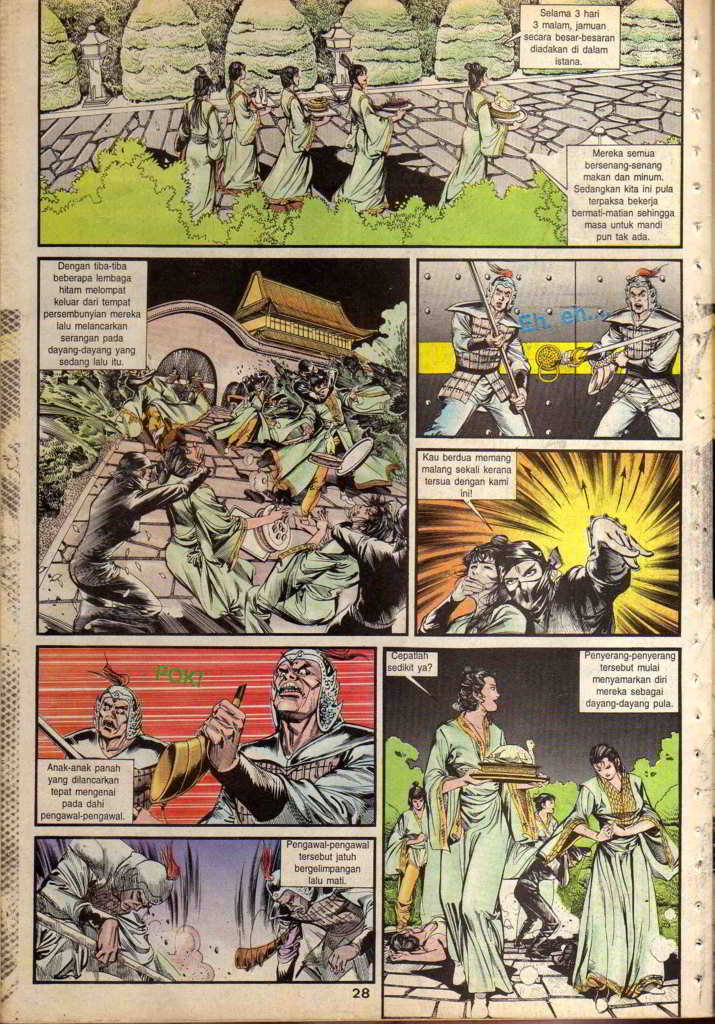 Selama 3 hari
3 malam, jamuan
secara besar-besaran
diadakan di dalam
istana.
Mereka semua
bersenang-senang
makan dan minum.
Sedangkan kita ini pula
terpaksa bekerja
bermati-matian sehingga
masa untuk mandi
pun tak ada.
Dengan tiba-tiba
beberapa lembaga
hitam melompat
keluar dari tempat
persembunyian mereka
lalu melancarkan
serangan pada
dayang-dayang yang
sedang lalu itu.
Eh, eh...
Kau berdua memang
malang sekali kerana
tersua dengan kami
ini!
POK!
Anak-anak panah
yang dilancarkan
tepat mengenai
pada dahi
pengawal-pengawal.
Pengawal-pengawal
tersebut jatuh
bergelimpangan
lalu mati.
Cepatlah
sedikit ya?
Penyerang-penyerang
tersebut mulai
menyamarkan diri
mereka sebagai
dayang-dayang pula.
28